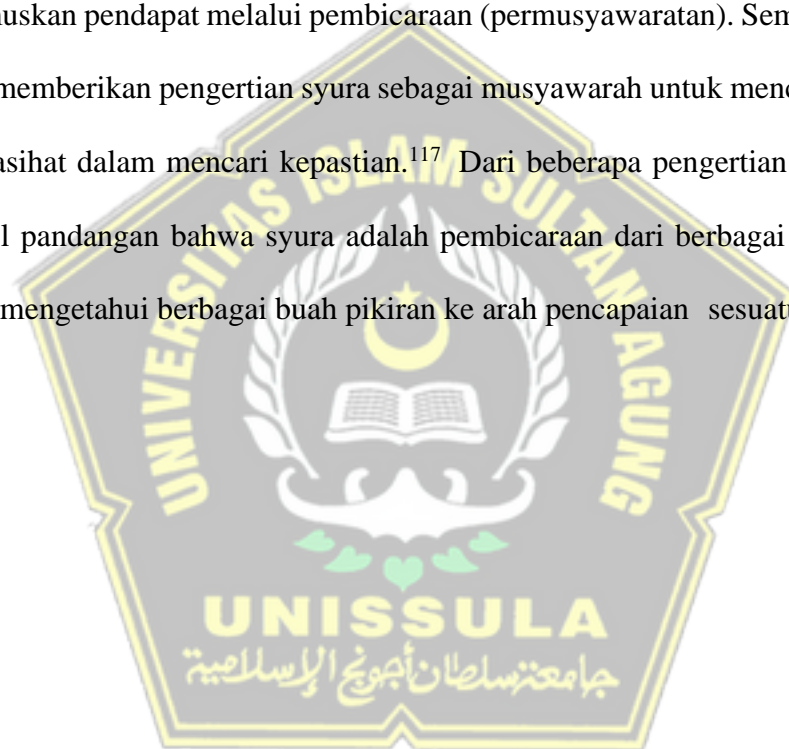 uskan pendapat melalui pembicaraan (permusyawaratan). Sem
memberikan pengertian syura sebagai musyawarah untuk men
asihat dalam mencari kepastian.117 Dari beberapa pengertian
l pandangan bahwa syura adalah pembicaraan dari berbagai
mengetahui berbagai buah pikiran ke arah pencapaian sesuatu
UNIVERSITAS ISLAM SULTAN AGUNG
UNISSULA
جامعة سلطان أجونج الإسلامية